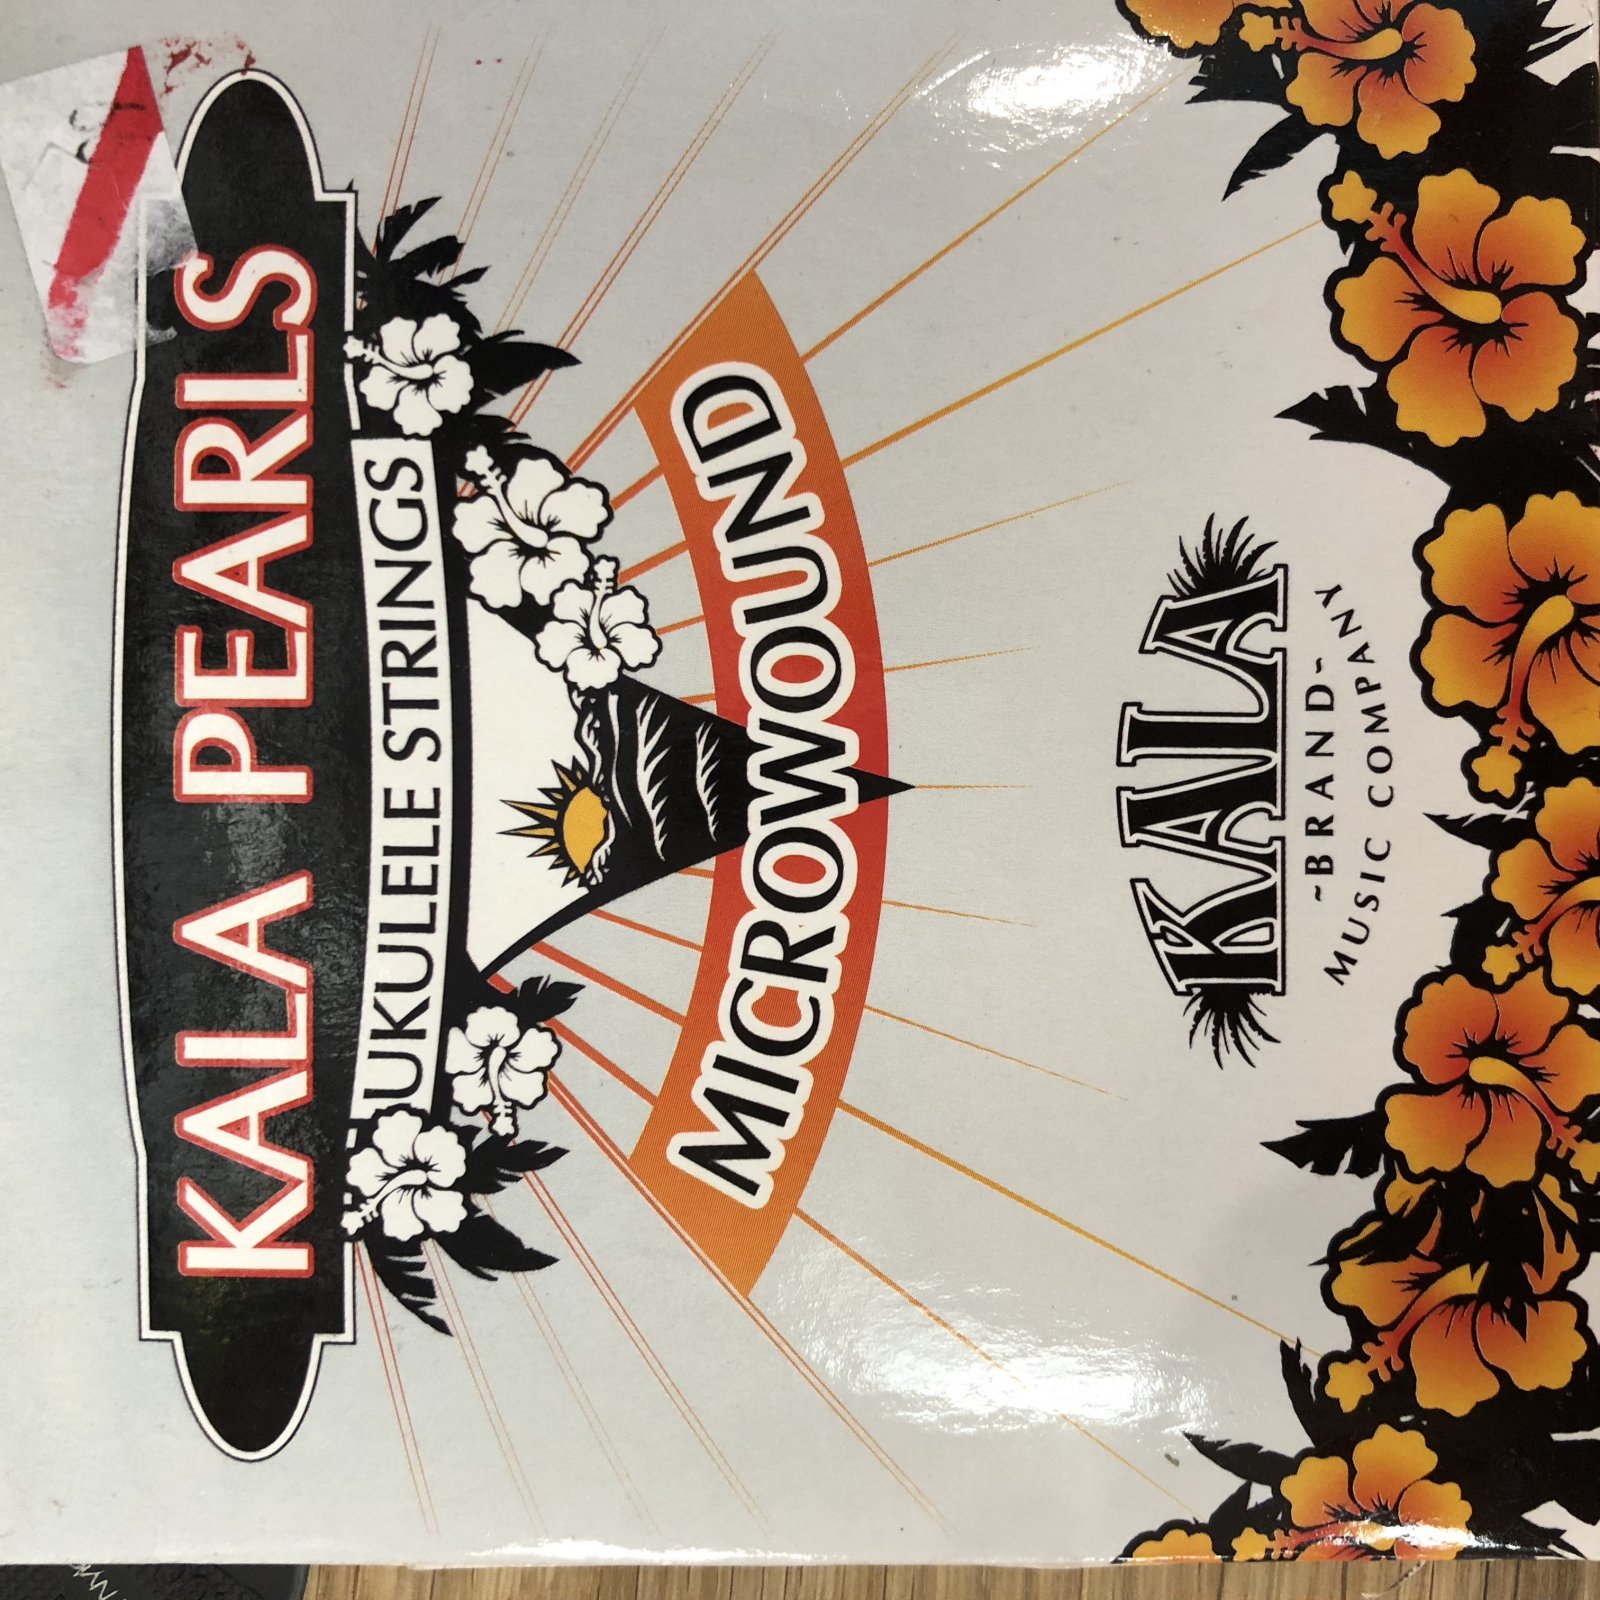 KALA PEARLS
UKULELE STRINGS
MICROWOUND
KALA
~BRAND~
MUSIC COMPANY